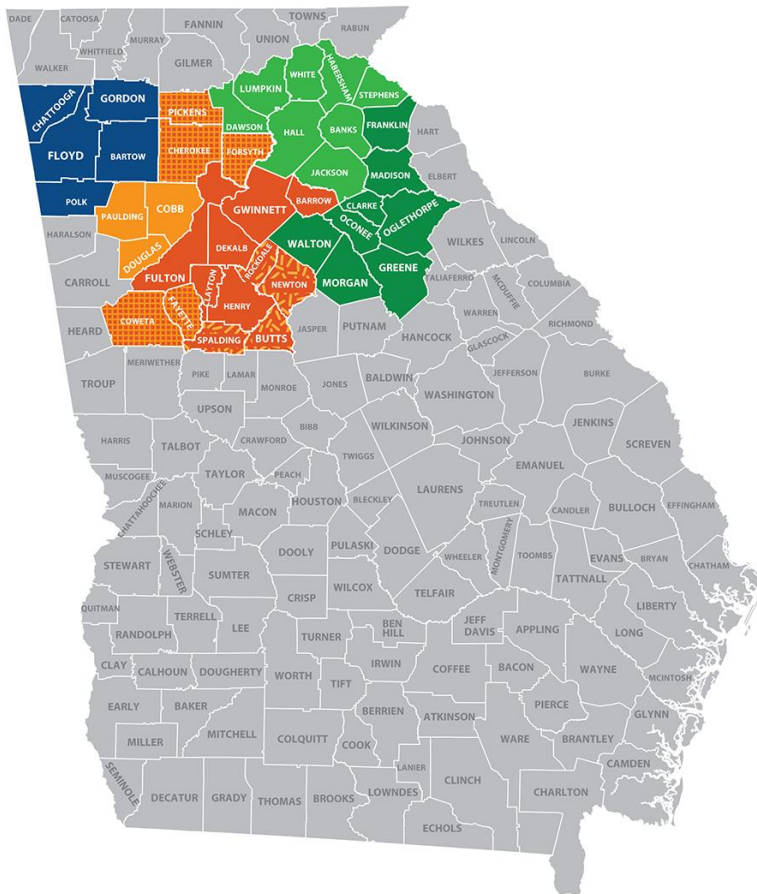 DADE
CATOOSA
WHITFIELD
MURRAY
FANNIN
UNION
TOWNS
RABUN
WALKER
GILMER
CHATTOOGA
GORDON
PICKENS
LUMPKIN
WHITE
HABERSHAM
STEPHENS
DAWSON
HALL
BANKS
FRANKLIN
HART
FLOYD
BARTOW
CHEROKEE
FORSYTH
JACKSON
MADISON
ELBERT
POLK
PAULDING
COBB
GWINNETT
BARROW
CLARKE
OCONEE
OGLETHORPE
HARALSON
DOUGLAS
DEKALB
WALTON
WILKES
LINCOLN
CARROLL
FULTON
CLAYTON
ROCKDALE
NEWTON
MORGAN
GREENE
TALIAFERRO
MCDUFFIE
COLUMBIA
HEARD
COWETA
FAYETTE
HENRY
SPALDING
BUTTS
JASPER
PUTNAM
HANCOCK
WARREN
RICHMOND
GLASCOCK
TROUP
MERIWETHER
PIKE
LAMAR
MONROE
JONES
BALDWIN
WASHINGTON
JEFFERSON
BURKE
UPSON
HARRIS
TALBOT
CRAWFORD
BIBB
TWIGGS
WILKINSON
JOHNSON
JENKINS
SCREVEN
EMANUEL
MUSCOGEE
CHATTAHOOCHEE
MARION
TAYLOR
PEACH
MACON
HOUSTON
BLECKLEY
LAURENS
TREUTLEN
CANDLER
BULLOCH
EFFINGHAM
SCHLEY
STEWART
WEBSTER
SUMTER
DOOLY
PULASKI
DODGE
WHEELER
MONTGOMERY
TOOMBS
TATTNALL
EVANS
BRYAN
CHATHAM
QUITMAN
RANDOLPH
TERRELL
LEE
CRISP
WILCOX
TELFAIR
LIBERTY
LONG
CLAY
CALHOUN
DOUGHERTY
WORTH
TURNER
BEN
HILL
IRWIN
TIFT
COFFEE
JEFF
DAVIS
APPLING
BACON
WAYNE
MCINTOSH
EARLY
BAKER
MILLER
MITCHELL
COLQUITT
COOK
BERRIEN
ATKINSON
WARE
PIERCE
BRANTLEY
GLYNN
CAMDEN
SEMINOLE
DECATUR
GRADY
THOMAS
BROOKS
LOWNDES
LANIER
CLINCH
ECHOLS
CHARLTON